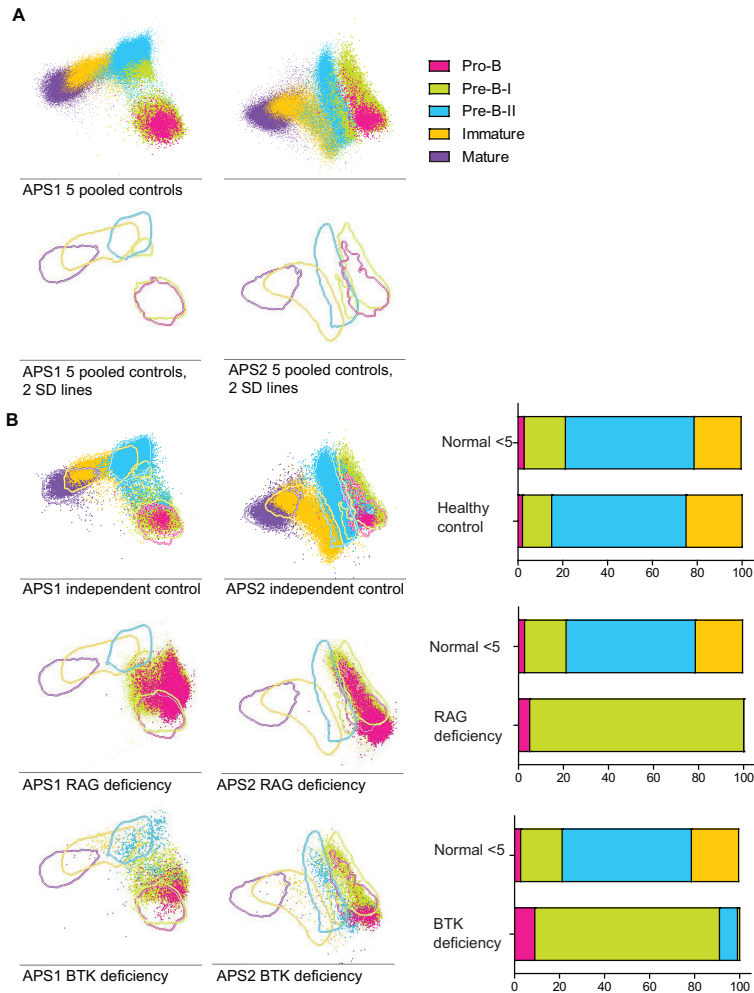 A
Pro-B
Pre-B-I
Pre-B-II
Immature
Mature
APS1 5 pooled controls
APS1 5 pooled controls,
2 SD lines
APS2 5 pooled controls,
2 SD lines
B
APS1 independent control
APS2 independent control
Normal <5
Healthy
control
0 20 40 60 80 100
APS1 RAG deficiency
APS2 RAG deficiency
Normal <5
RAG
deficiency
0 20 40 60 80 100
APS1 BTK deficiency
APS2 BTK deficiency
Normal <5
BTK
deficiency
0 20 40 60 80 100